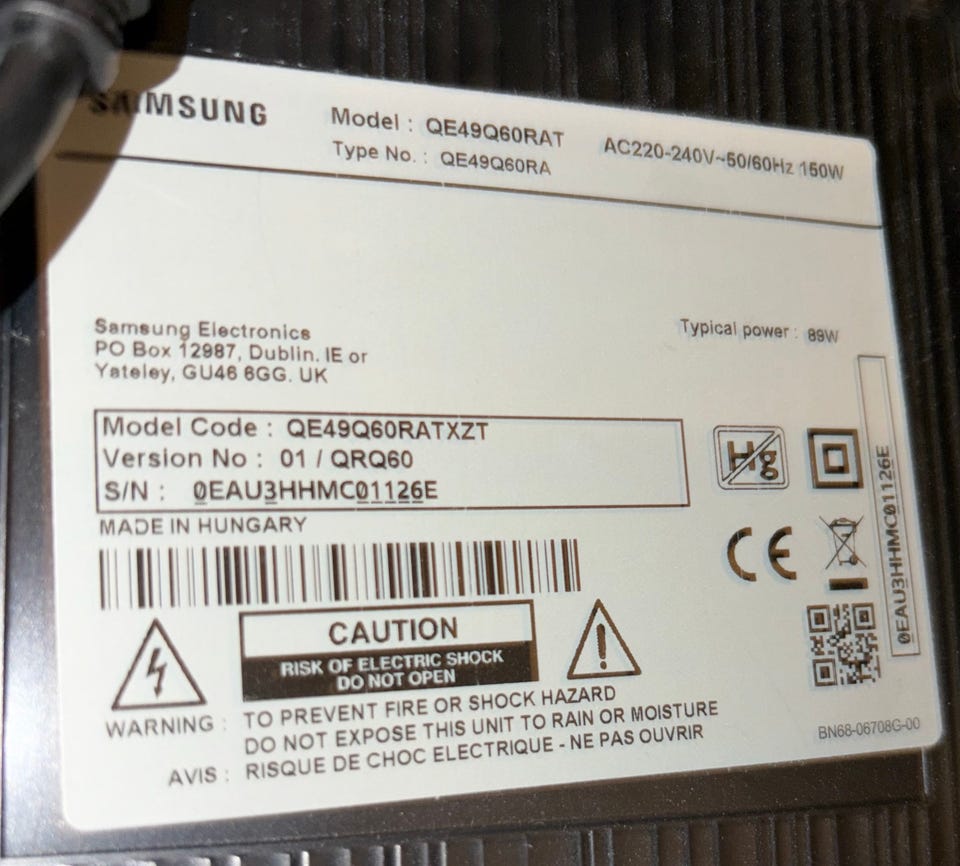 SAMSUNG
Model : QE49Q60RAT
Type No. : QE49Q60RA
AC220-240V~50/60Hz 150W
Samsung Electronics
PO Box 12987, Dublin. IE or
Yateley, GU46 6GG. UK
Typical power : 89W
Model Code : QE49Q60RATXZT
Version No : 01 / QRQ60
S/N : 0EAU3HHMC01126E
MADE IN HUNGARY
Hg
CE
0EAU3HHMC01126E
CAUTION
RISK OF ELECTRIC SHOCK
DO NOT OPEN
WARNING : TO PREVENT FIRE OR SHOCK HAZARD
DO NOT EXPOSE THIS UNIT TO RAIN OR MOISTURE
AVIS : RISQUE DE CHOC ELECTRIQUE - NE PAS OUVRIR
BN68-06708G-00